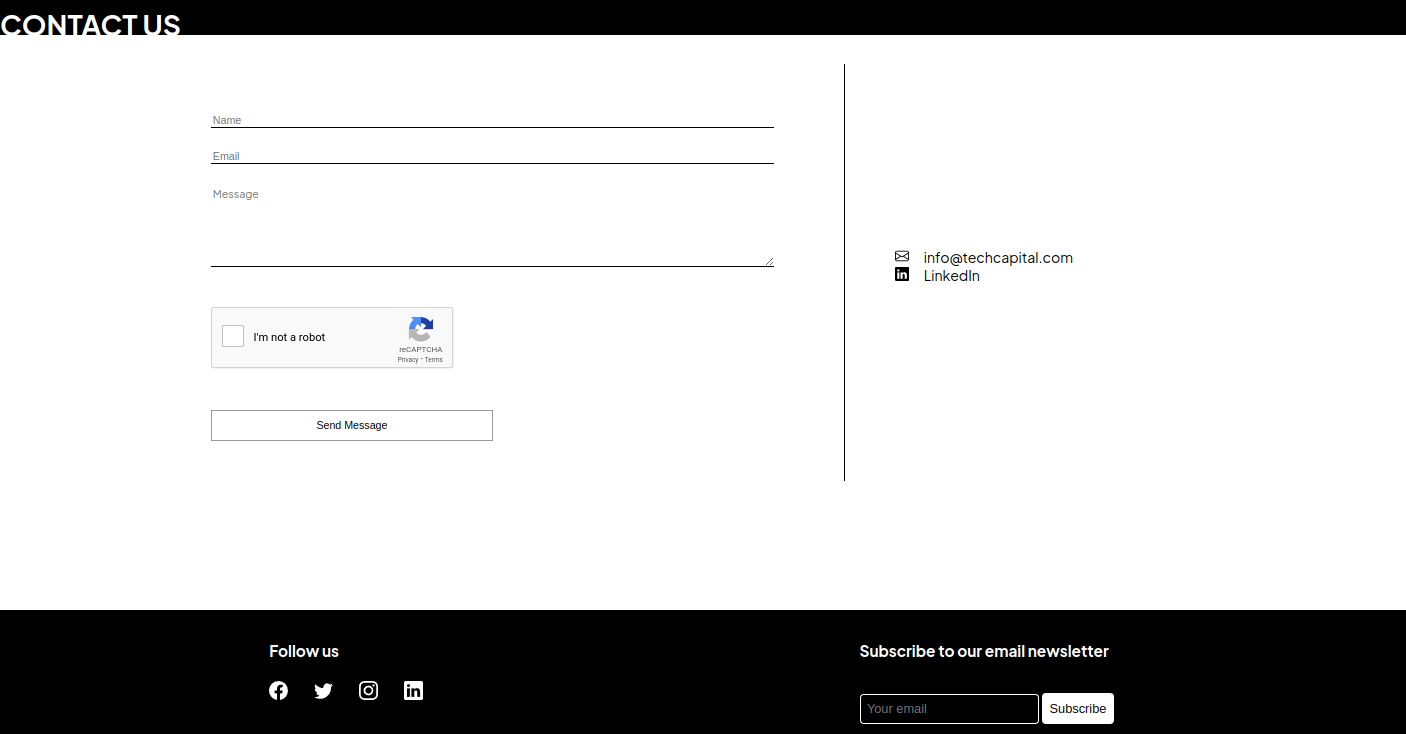 CONTACT US
Name
Email
Message
info@techcapital.com
LinkedIn
I'm not a robot
reCAPTCHA
Privacy - Terms
Send Message
Follow us
Subscribe to our email newsletter
Your email
Subscribe